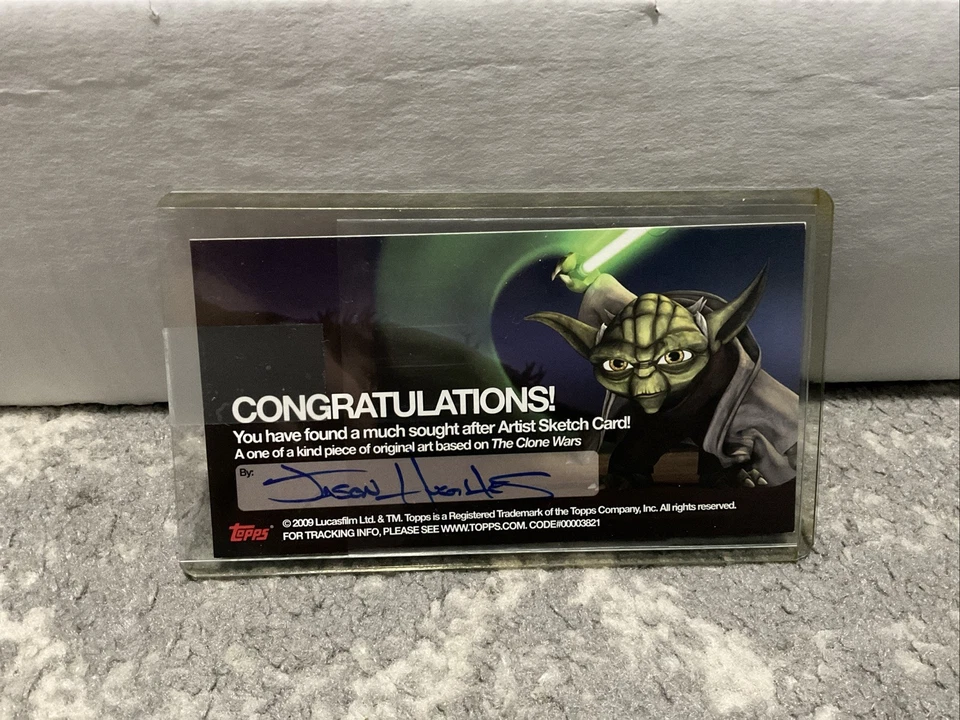 CONGRATULATIONS!
You have found a much sought after Artist Sketch Card!
A one of a kind piece of original art based on The Clone Wars
By: Jason Hughes
Topps © 2009 Lucasfilm Ltd. & TM. Topps is a Registered Trademark of the Topps Company, Inc. All rights reserved.
FOR TRACKING INFO, PLEASE SEE WWW.TOPPS.COM. CODE#00003821